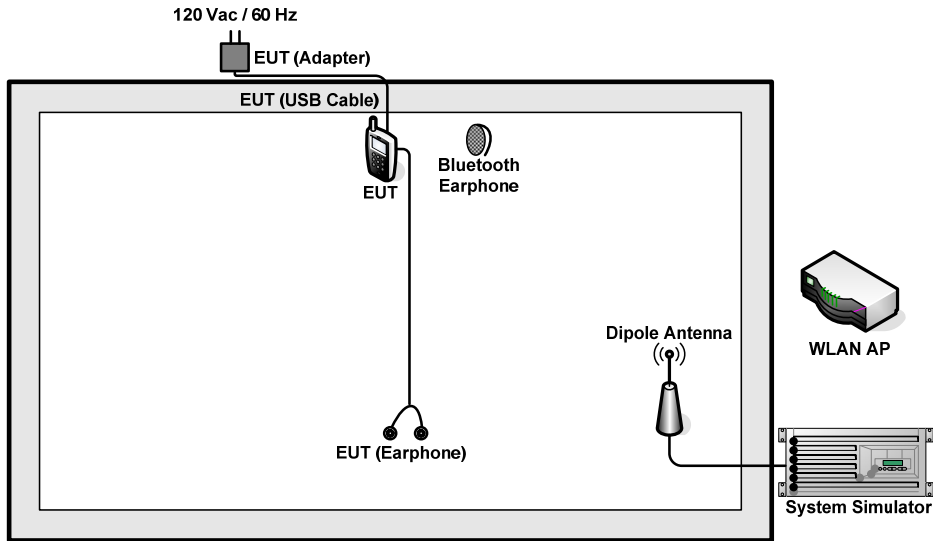 120 Vac / 60 Hz
EUT (Adapter)
EUT (USB Cable)
EUT
Bluetooth
Earphone
Dipole Antenna
WLAN AP
EUT (Earphone)
System Simulator